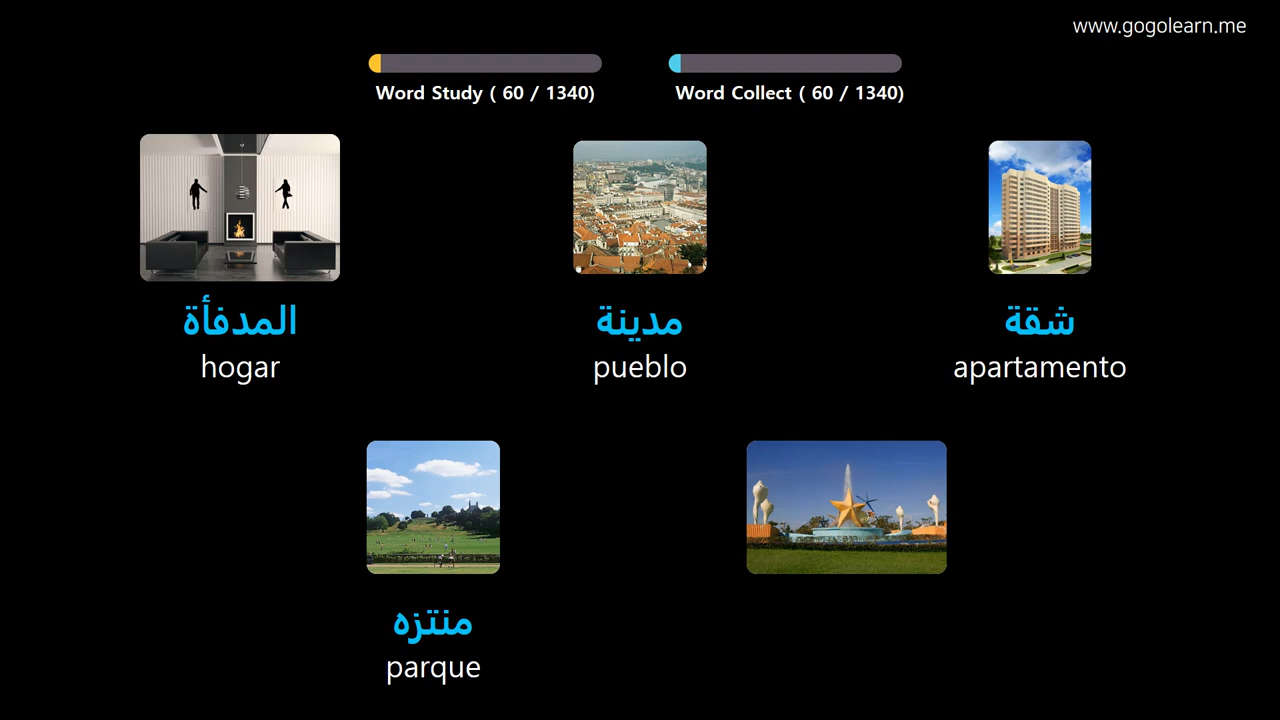 www.gogolearn.me
Word Study ( 60 / 1340)
Word Collect ( 60 / 1340)
المدفأة
hogar
مدينة
pueblo
شقة
apartamento
منتزه
parque